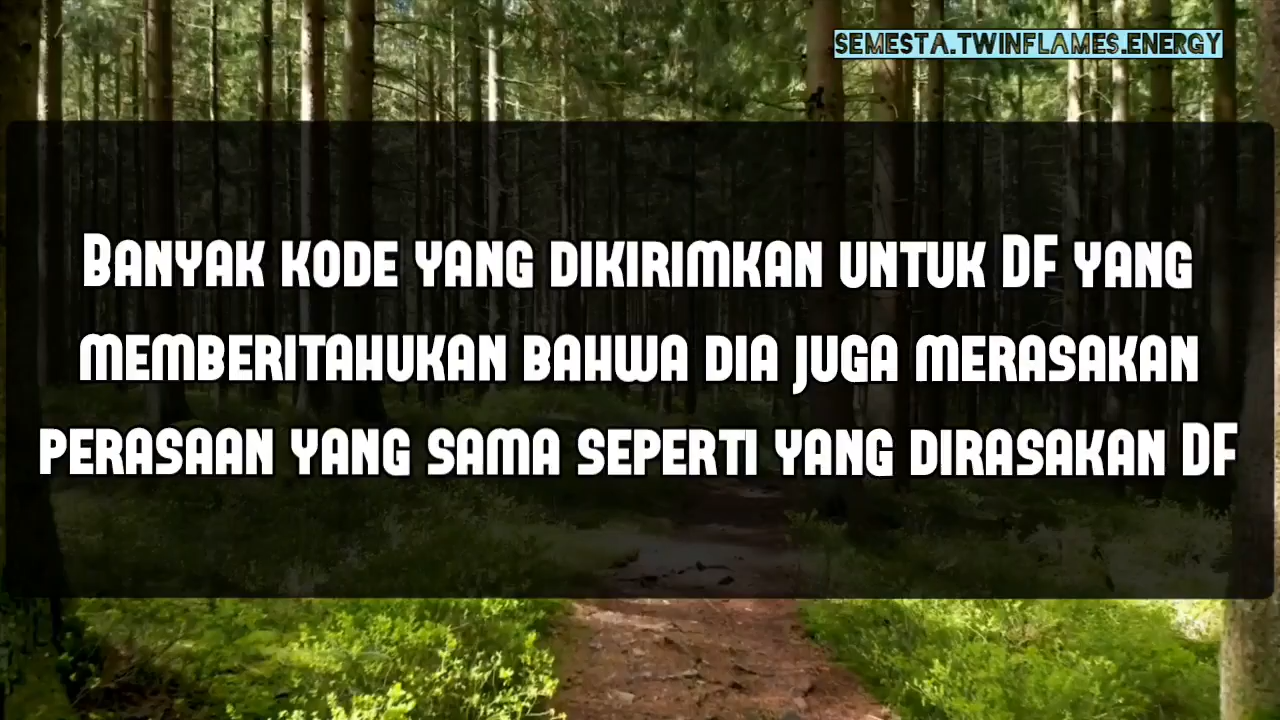 SEMESTA.TWINFLAMES.ENERGY
Banyak kode yang dikirimkan untuk DF yang
memberitahukan bahwa dia juga merasakan
perasaan yang sama seperti yang dirasakan DF